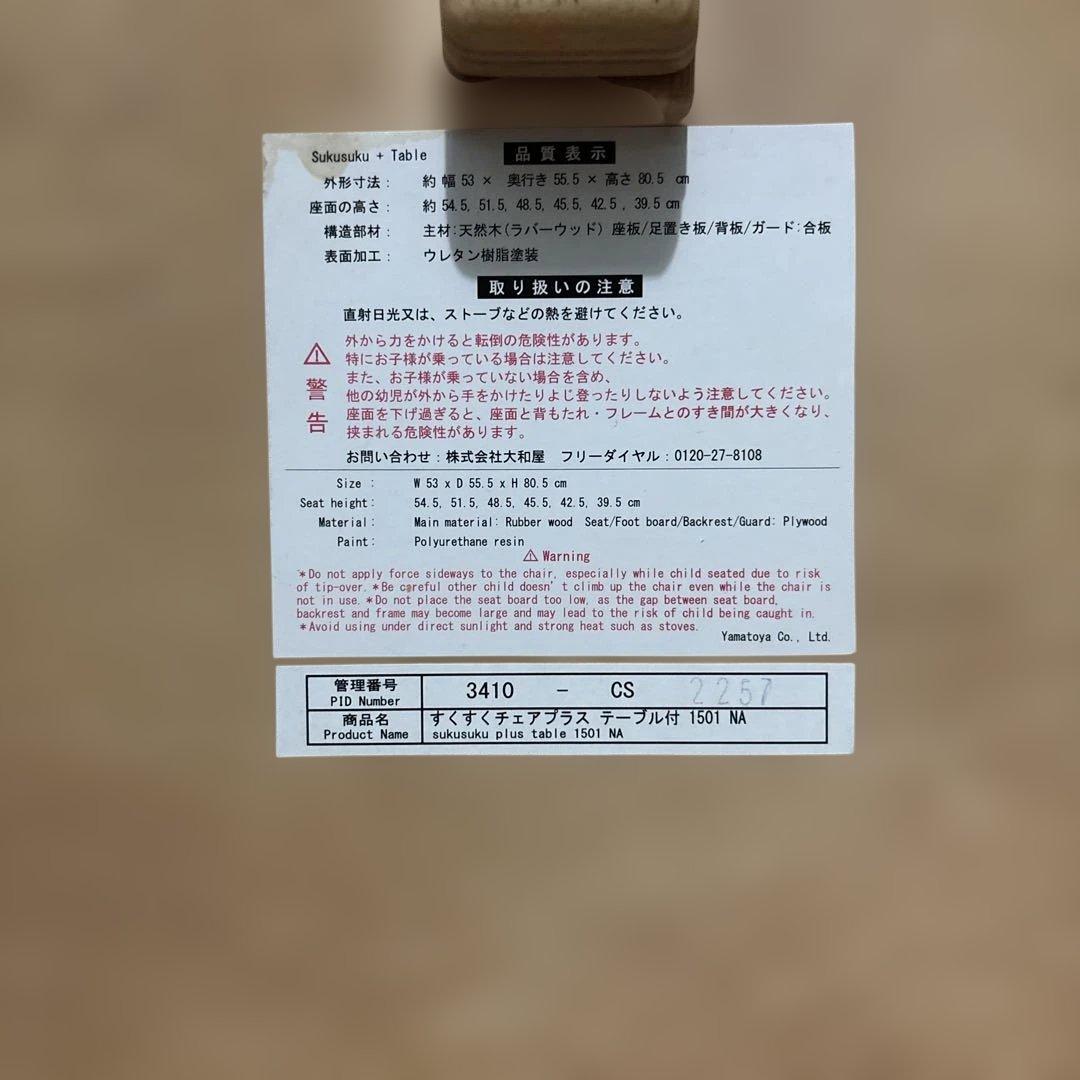 Sukusuku + Table 品質表示
外形寸法： 約 幅 53 × 奥行き 55.5 × 高さ 80.5 cm
座面の高さ： 約 54.5, 51.5, 48.5, 45.5, 42.5 , 39.5 cm
構造部材： 主材:天然木(ラバーウッド) 座板/足置き板/背板/ガード:合板
表面加工： ウレタン樹脂塗装
取り扱いの注意
直射日光又は、ストーブなどの熱を避けてください。
⚠警告
外から力をかけると転倒の危険性があります。
特にお子様が乗っている場合は注意してください。
また、お子様が乗っていない場合を含め、
他の幼児が外から手をかけたりよじ登ったりしないよう注意してください。
座面を下げ過ぎると、座面と背もたれ・フレームとのすき間が大きくなり、
挟まれる危険性があります。
お問い合わせ：株式会社大和屋 フリーダイヤル：0120-27-8108
Size : W 53 x D 55.5 x H 80.5 cm
Seat height: 54.5, 51.5, 48.5, 45.5, 42.5, 39.5 cm
Material: Main material: Rubber wood Seat/Foot board/Backrest/Guard: Plywood
Paint: Polyurethane resin
⚠ Warning
＊Do not apply force sideways to the chair, especially while child seated due to risk
of tip-over.＊Be careful other child doesn't climb up the chair even while the chair is
not in use.＊Do not place the seat board too low, as the gap between seat board,
backrest and frame may become large and may lead to the risk of child being caught in.
＊Avoid using under direct sunlight and strong heat such as stoves.
Yamatoya Co., Ltd.
管理番号
PID Number
3410 - CS 2257
商品名
Product Name
すくすくチェアプラス テーブル付 1501 NA
sukusuku plus table 1501 NA